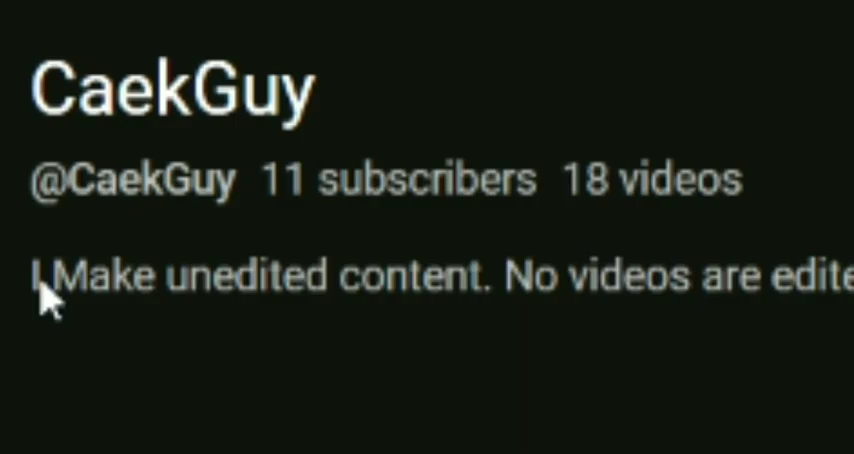 CaekGuy
@CaekGuy 11 subscribers 18 videos
I Make unedited content. No videos are edite